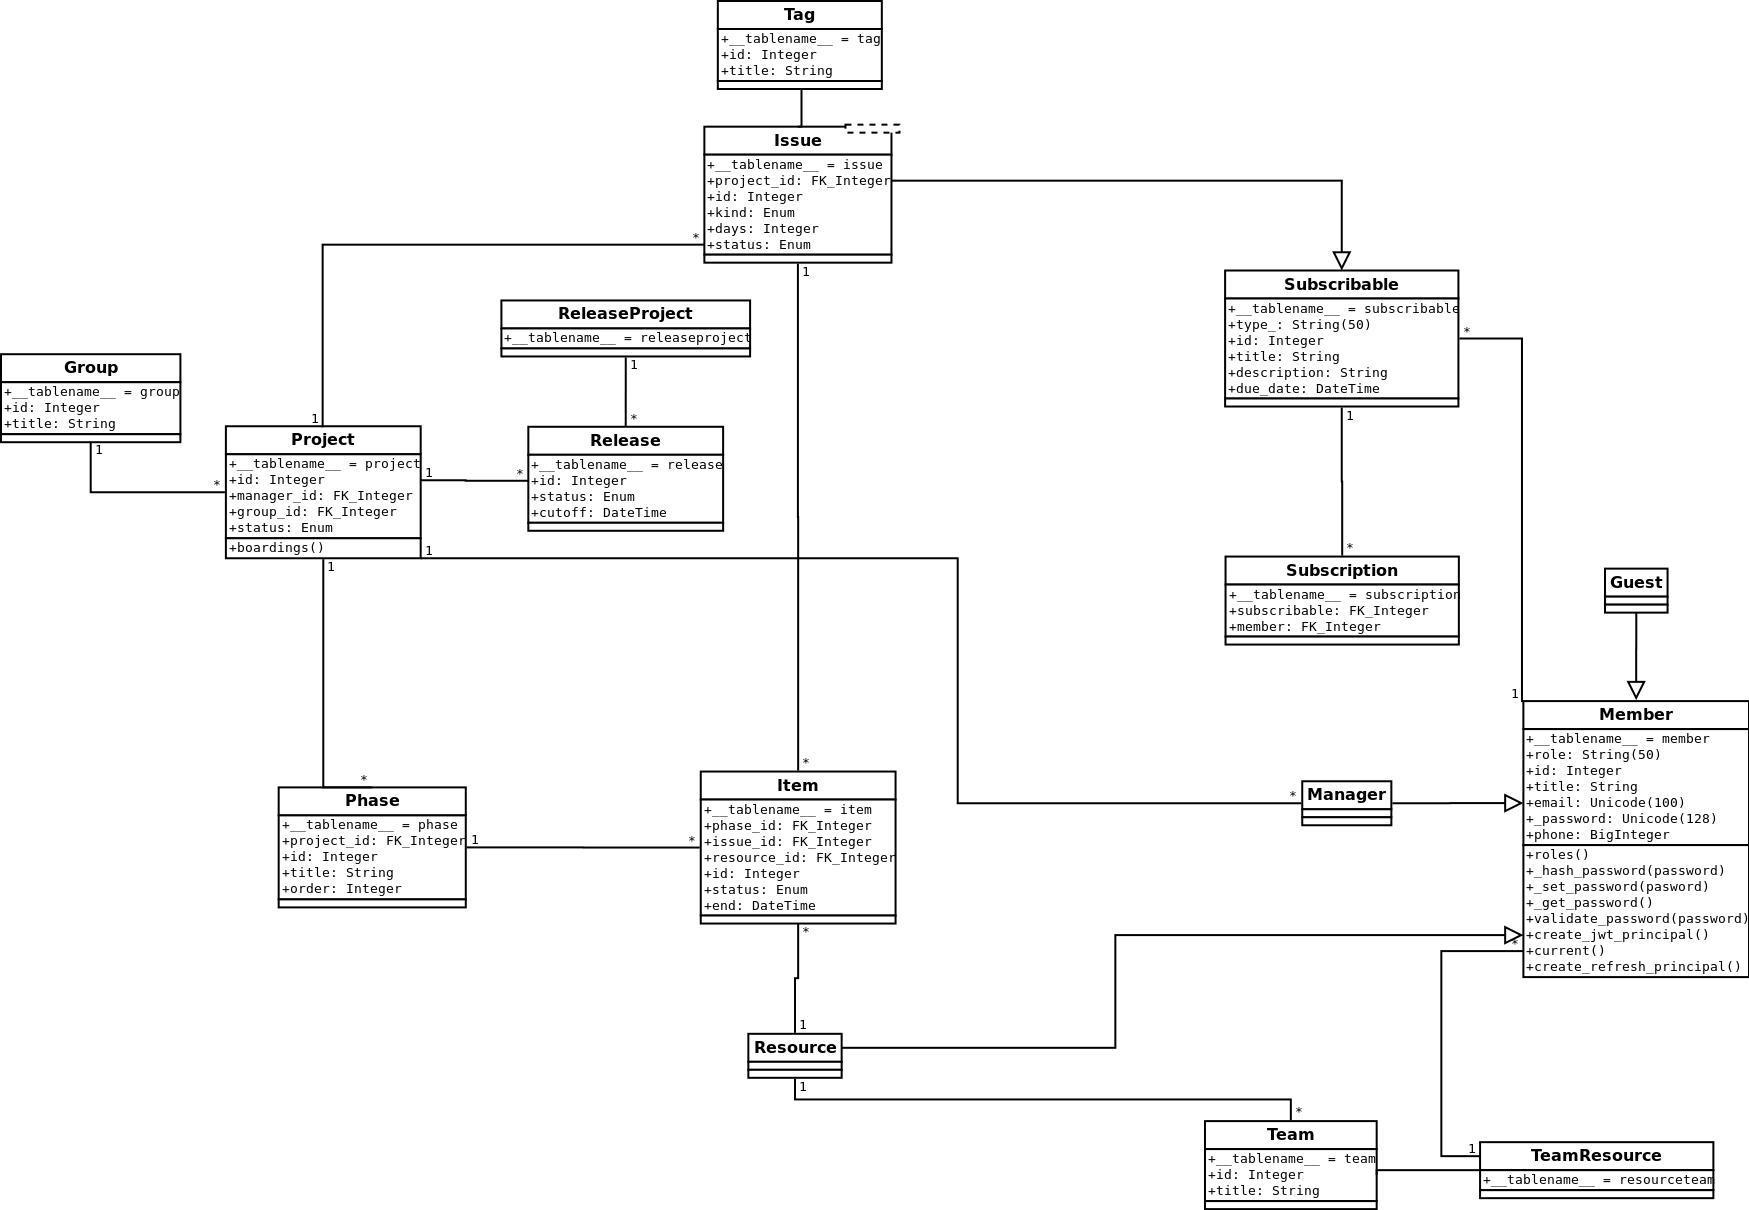 Tag
+__tablename__ = tag
+id: Integer
+title: String
Issue
+__tablename__ = issue
+project_id: FK_Integer
+id: Integer
+kind: Enum
+days: Integer
+status: Enum
*
1
ReleaseProject
+__tablename__ = releaseproject
1
*
Group
+__tablename__ = group
+id: Integer
+title: String
1
*
1
Project
+__tablename__ = project
+id: Integer
+manager_id: FK_Integer
+group_id: FK_Integer
+status: Enum
+boardings()
1
*
1
1
Release
+__tablename__ = release
+id: Integer
+status: Enum
+cutoff: DateTime
Subscribable
+__tablename__ = subscribable
+type_: String(50)
+id: Integer
+title: String
+description: String
+due_date: DateTime
*
1
*
Subscription
+__tablename__ = subscription
+subscribable: FK_Integer
+member: FK_Integer
Guest
1
Member
+__tablename__ = member
+role: String(50)
+id: Integer
+title: String
+email: Unicode(100)
+_password: Unicode(128)
+phone: BigInteger
+roles()
+_hash_password(password)
+_set_password(pasword)
+_get_password()
+validate_password(password)
+create_jwt_principal()
+current()
+create_refresh_principal()
*
*
Manager
*
Phase
+__tablename__ = phase
+project_id: FK_Integer
+id: Integer
+title: String
+order: Integer
1
*
*
Item
+__tablename__ = item
+phase_id: FK_Integer
+issue_id: FK_Integer
+resource_id: FK_Integer
+id: Integer
+status: Enum
+end: DateTime
*
1
Resource
1
*
Team
+__tablename__ = team
+id: Integer
+title: String
1
TeamResource
+__tablename__ = resourceteam